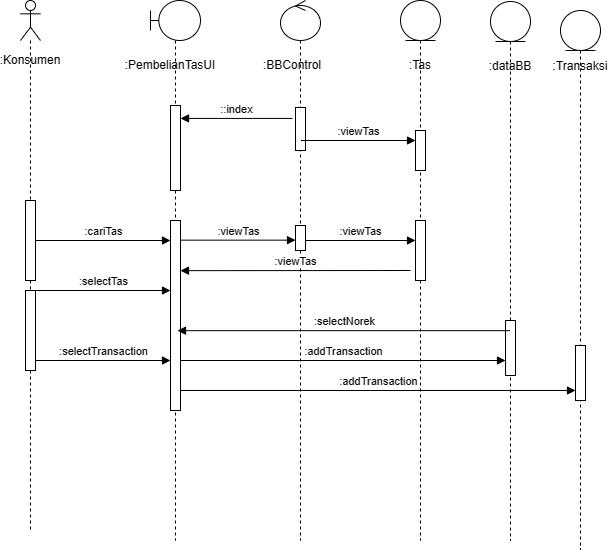 :Konsumen
:PembelianTasUI
:BBControl
:Tas
:dataBB
:Transaksi
::index
:viewTas
:cariTas
:viewTas
:viewTas
:viewTas
:selectTas
:selectNorek
:selectTransaction
:addTransaction
:addTransaction